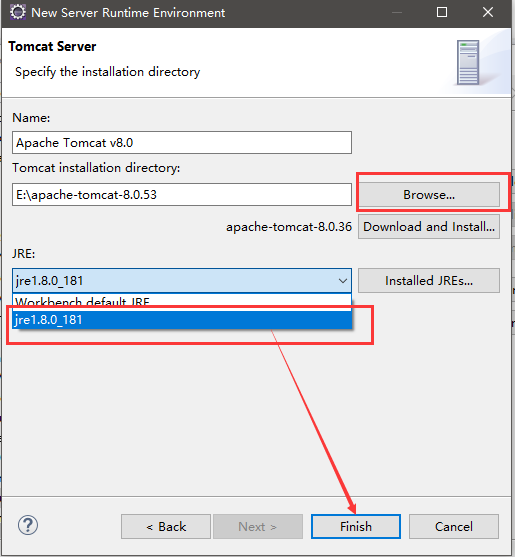 New Server Runtime Environment
Tomcat Server
Specify the installation directory
Name:
Apache Tomcat v8.0
Tomcat installation directory:
E:\apache-tomcat-8.0.53
Browse...
apache-tomcat-8.0.36
Download and Install...
JRE:
jre1.8.0_181
Installed JREs...
Workbench default JRE
jre1.8.0_181
?
< Back
Next >
Finish
Cancel